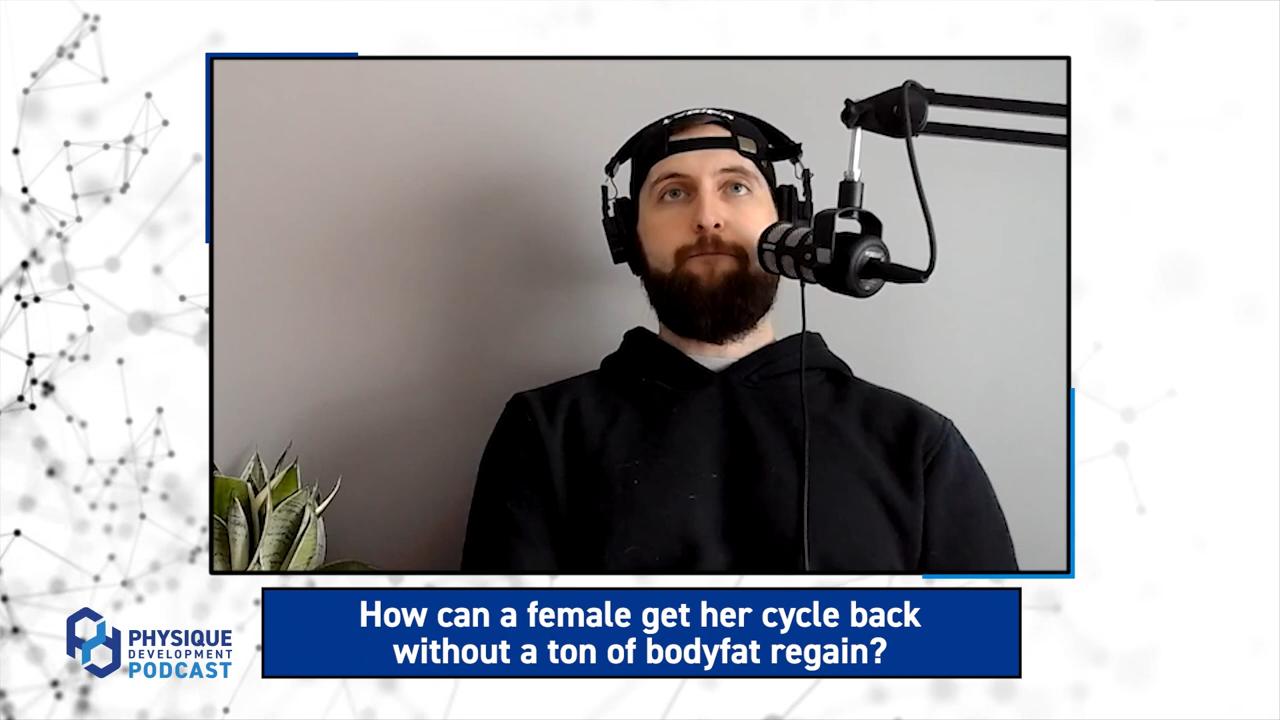 How can a female get her cycle back
without a ton of bodyfat regain?
PHYSIQUE
DEVELOPMENT
PODCAST